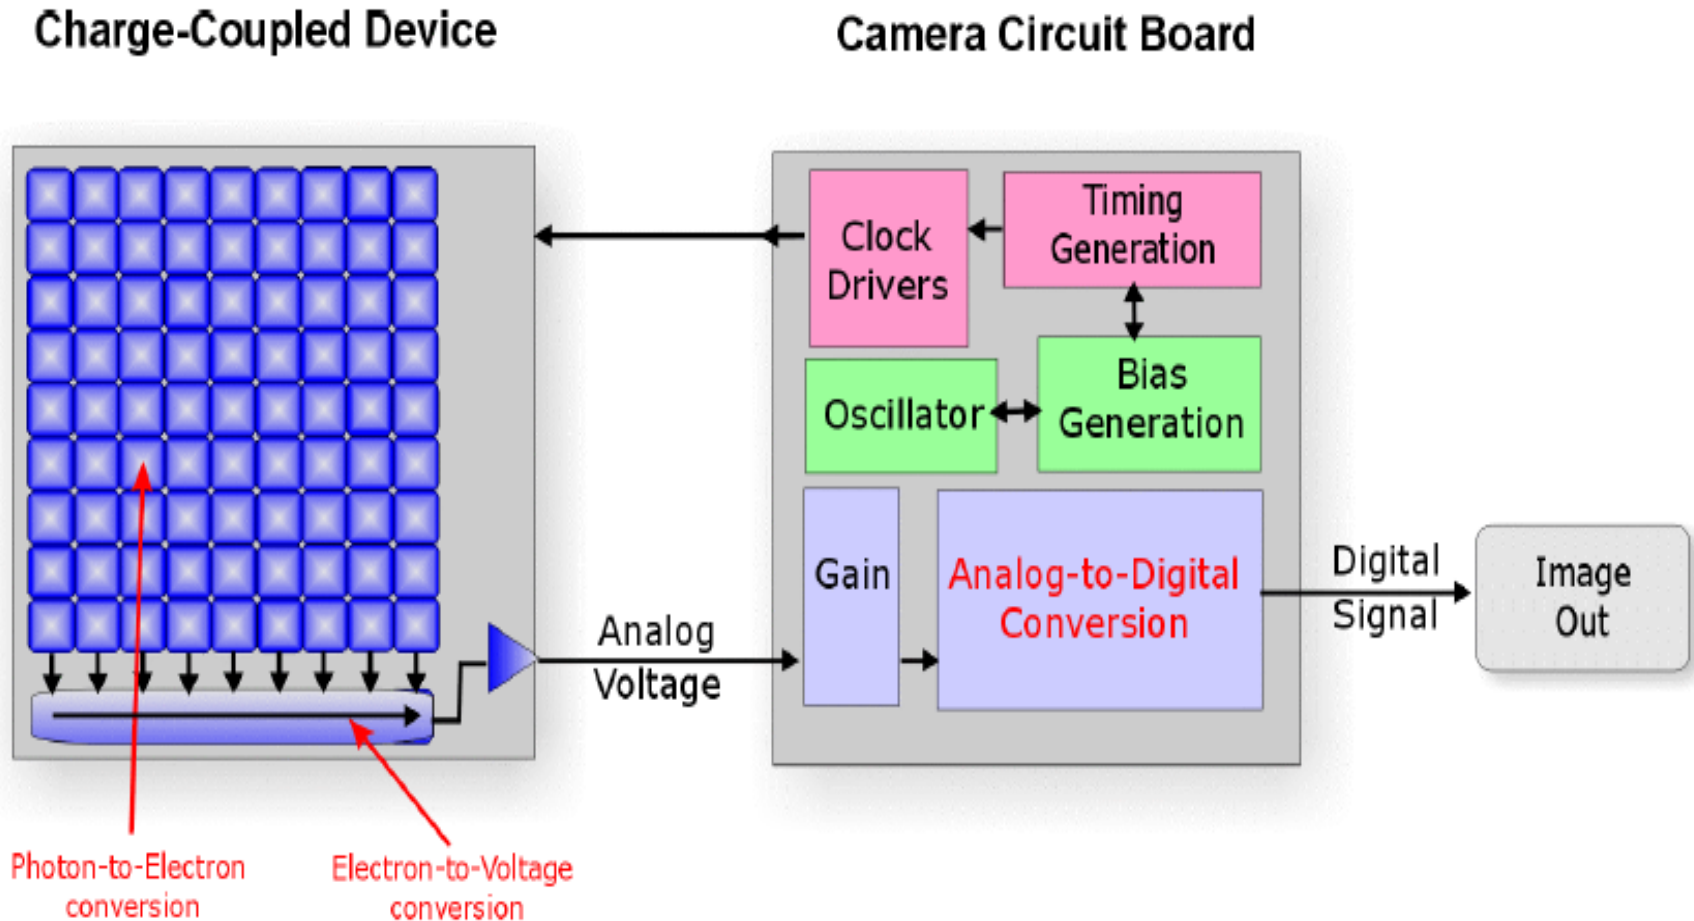 Charge-Coupled Device
Camera Circuit Board
Clock
Drivers
Timing
Generation
Oscillator
Bias
Generation
Gain
Analog-to-Digital
Conversion
Analog
Voltage
Digital
Signal
Image
Out
Photon-to-Electron
conversion
Electron-to-Voltage
conversion